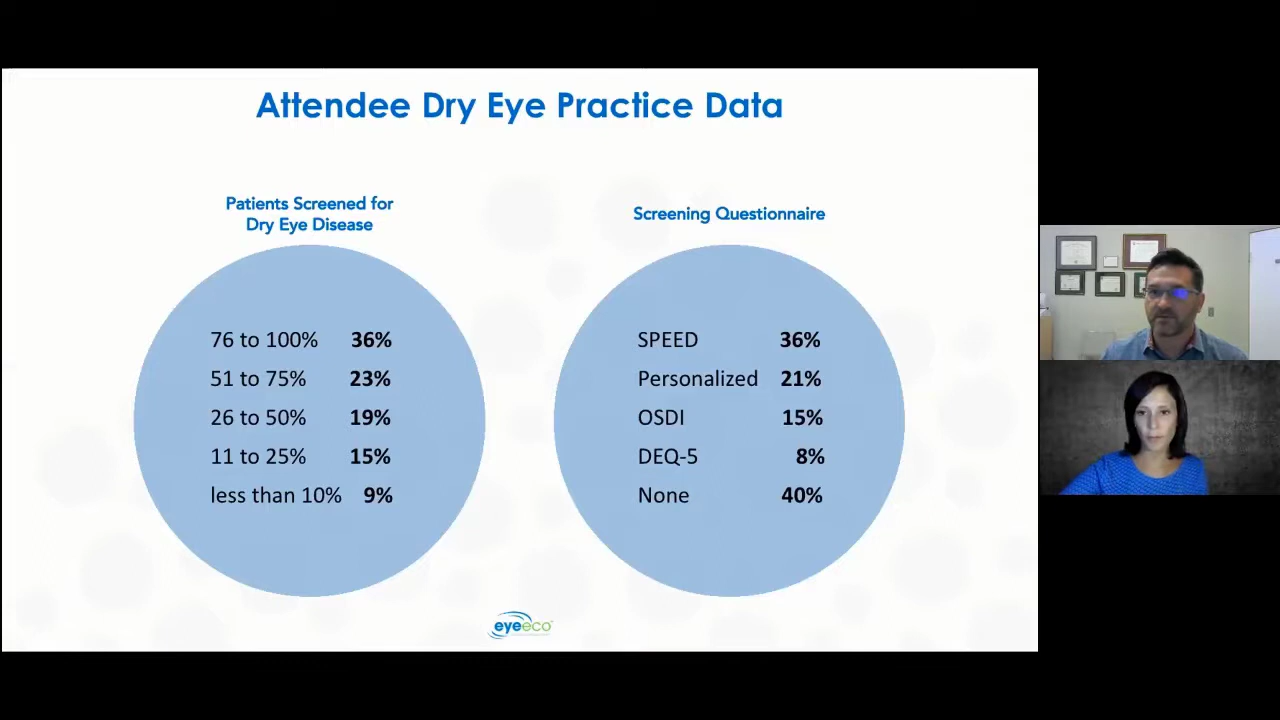 Attendee Dry Eye Practice Data
Patients Screened for
Dry Eye Disease
76 to 100% 36%
51 to 75% 23%
26 to 50% 19%
11 to 25% 15%
less than 10% 9%
Screening Questionnaire
SPEED 36%
Personalized 21%
OSDI 15%
DEQ-5 8%
None 40%
eyeeco